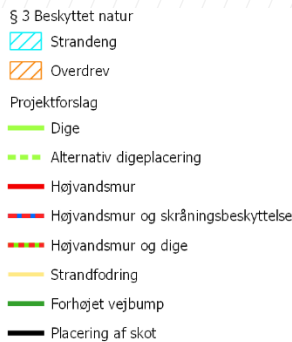 § 3 Beskyttet natur
Strandeng
Overdrev
Projektforslag
Dige
Alternativ digeplacering
Højvandsmur
Højvandsmur og skråningsbeskyttelse
Højvandsmur og dige
Strandfodring
Forhøjet vejbump
Placering af skot